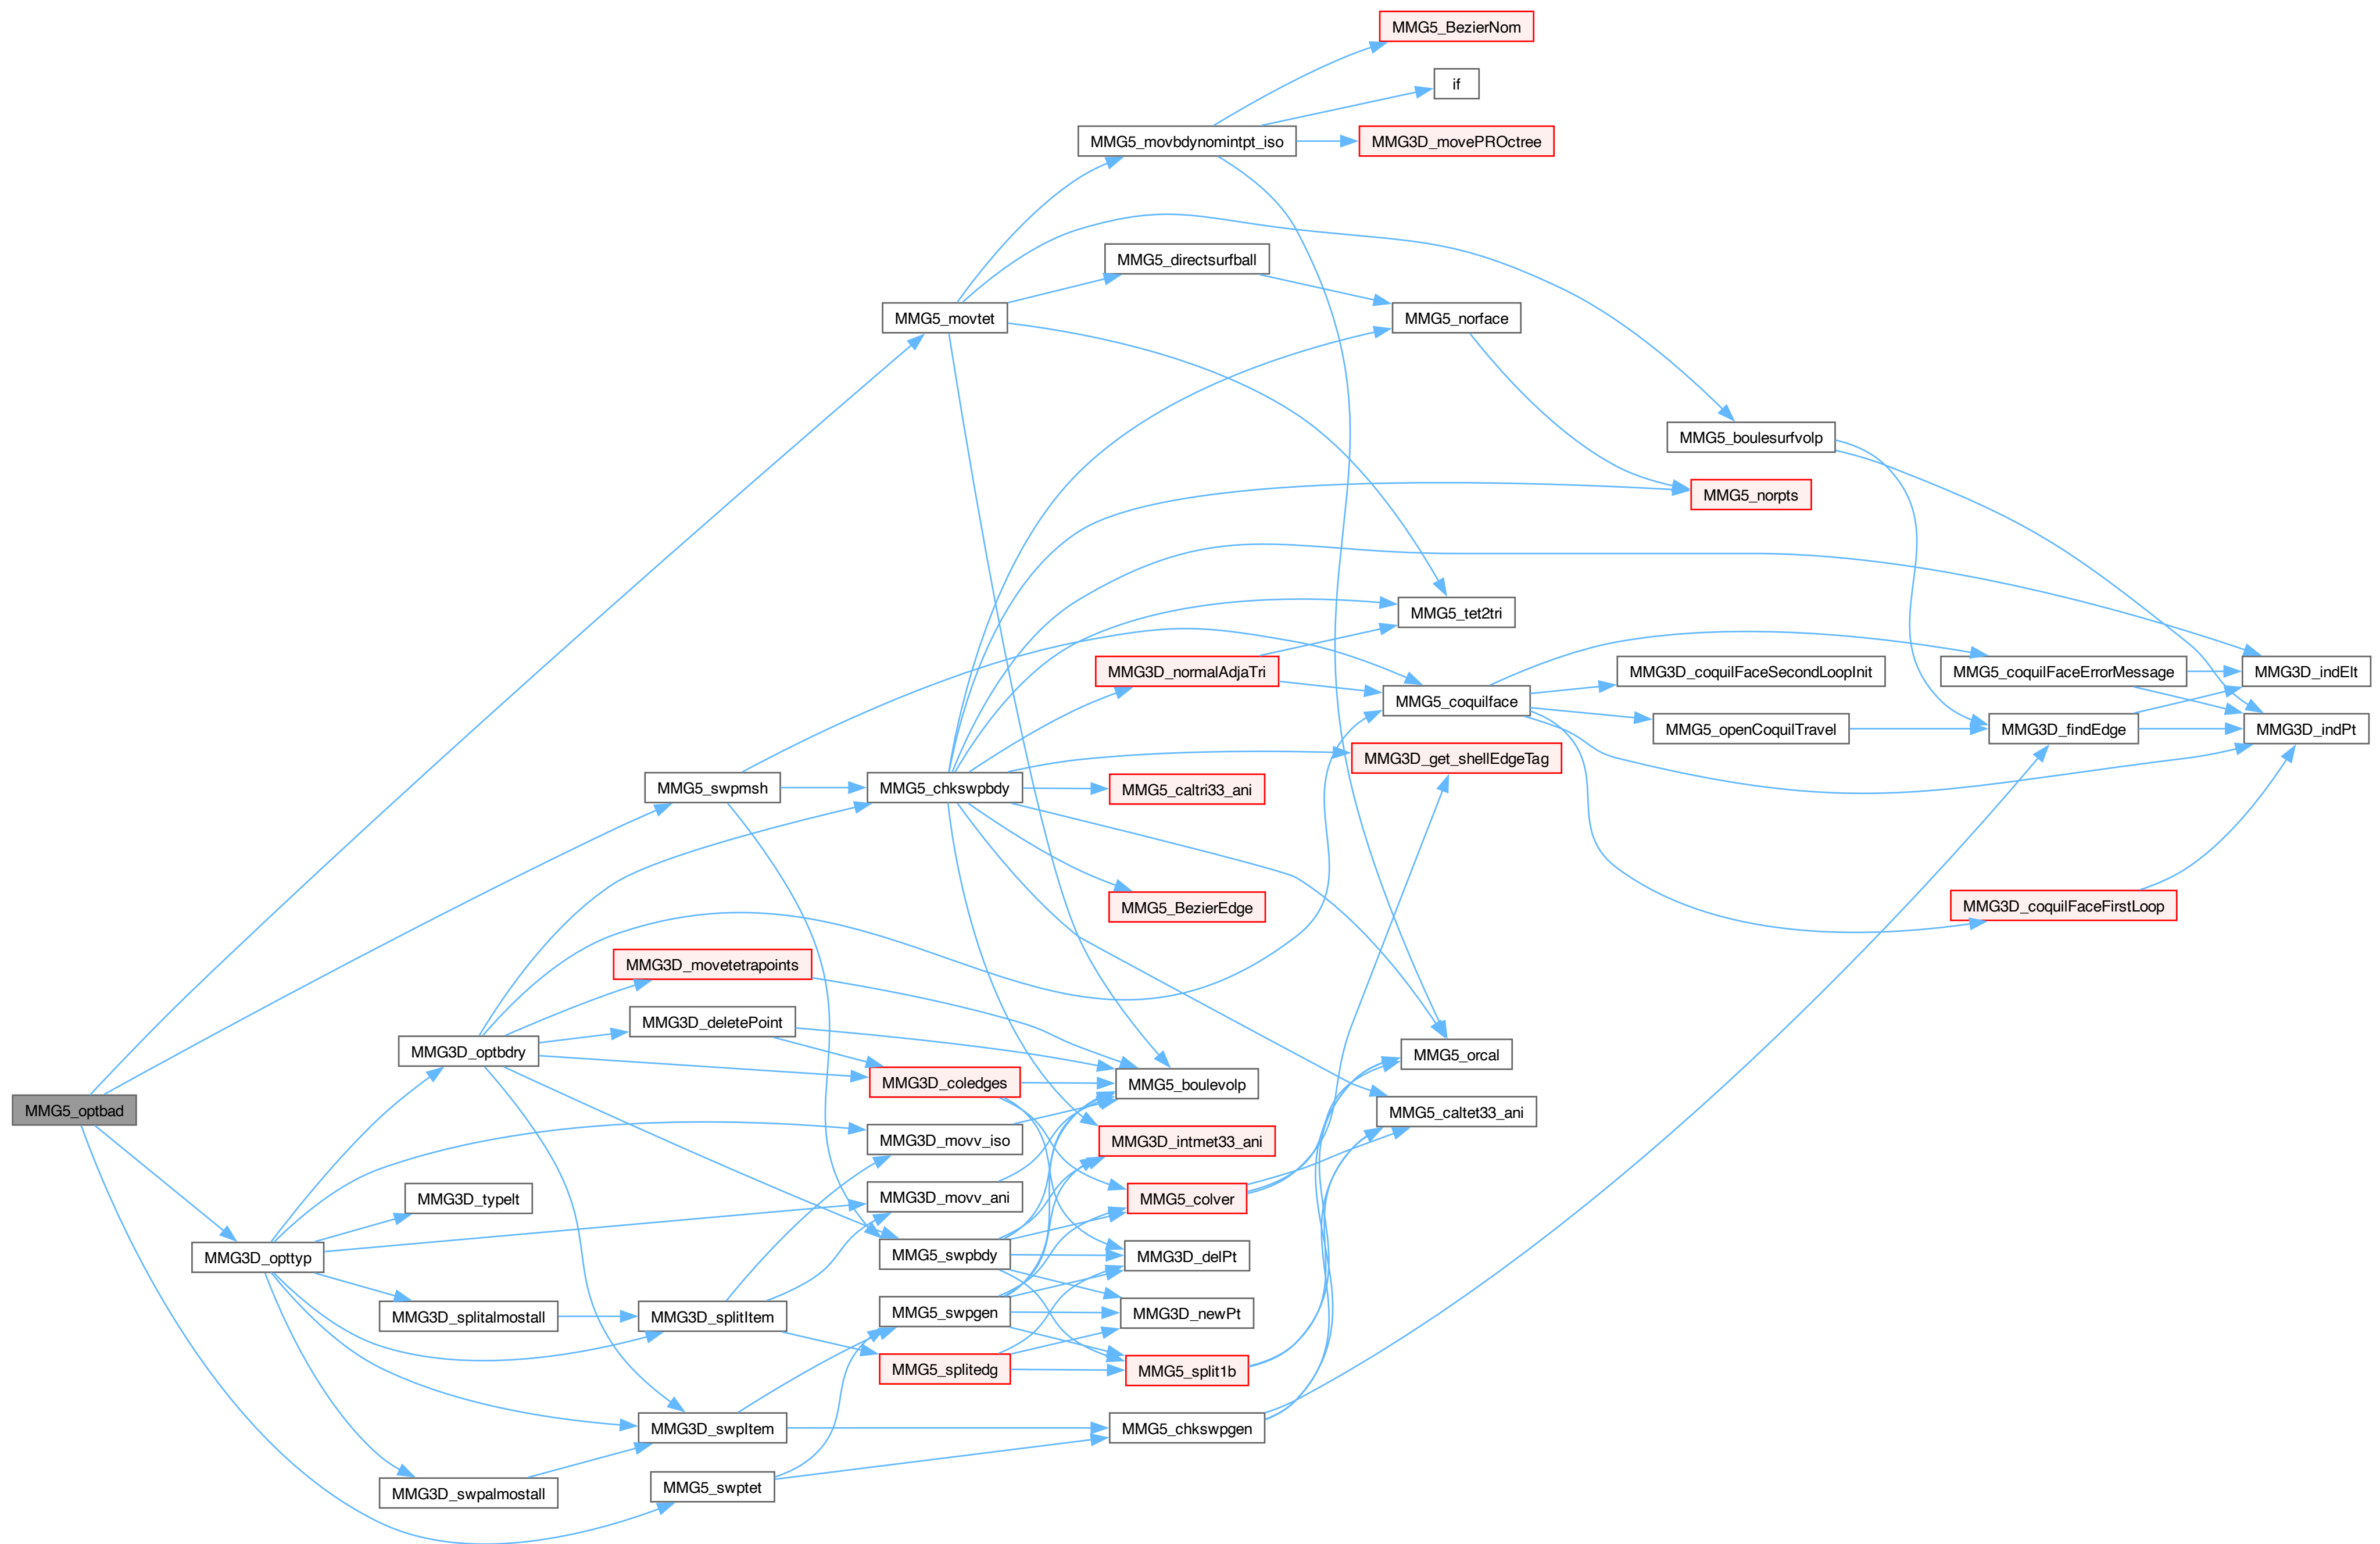 MMG5_BezierNom
if
MMG5_movbdynomintpt_iso
MMG3D_movePROctree
MMG5_directsurfball
MMG5_movtet
MMG5_norface
MMG5_boulesurfvolp
MMG5_norpts
MMG5_tet2tri
MMG3D_normalAdjaTri
MMG3D_coquilFaceSecondLoopInit
MMG5_coquilFaceErrorMessage
MMG3D_indElt
MMG5_coquilface
MMG5_openCoquilTravel
MMG3D_findEdge
MMG3D_indPt
MMG3D_get_shellEdgeTag
MMG5_swpmsh
MMG5_chkswpbdy
MMG5_caltri33_ani
MMG5_BezierEdge
MMG3D_coquilFaceFirstLoop
MMG3D_movetetrapoints
MMG3D_deletePoint
MMG3D_optbdry
MMG5_orcal
MMG3D_coledges
MMG5_boulevolp
MMG5_optbad
MMG5_caltet33_ani
MMG3D_movv_iso
MMG3D_intmet33_ani
MMG3D_typelt
MMG3D_movv_ani
MMG5_colver
MMG3D_opttyp
MMG5_swpbdy
MMG3D_delPt
MMG3D_splitalmostall
MMG3D_splitItem
MMG5_swpgen
MMG3D_newPt
MMG5_splitedg
MMG5_split1b
MMG3D_swpItem
MMG5_chkswpgen
MMG3D_swpalmostall
MMG5_swptet